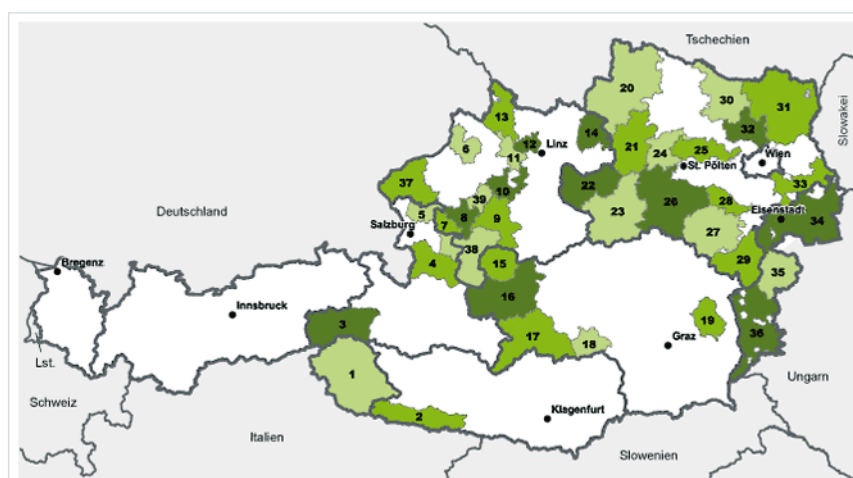 Tschechien
Slowakei
20
30
31
13
32
14
12
Linz
6
11
21
24
25
St. Pölten
Wien
37
10
22
33
39
26
28
Eisenstadt
5
8
9
23
34
Deutschland
Salzburg
7
27
38
29
Bregenz
4
15
35
16
Innsbruck
3
19
36
17
18
Graz
Lst.
1
Ungarn
Schweiz
2
Klagenfurt
Italien
Slowenien